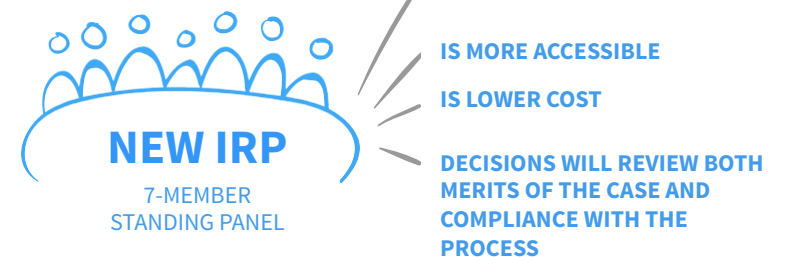 NEW IRP
7-MEMBER
STANDING PANEL
IS MORE ACCESSIBLE
IS LOWER COST
DECISIONS WILL REVIEW BOTH
MERITS OF THE CASE AND
COMPLIANCE WITH THE
PROCESS